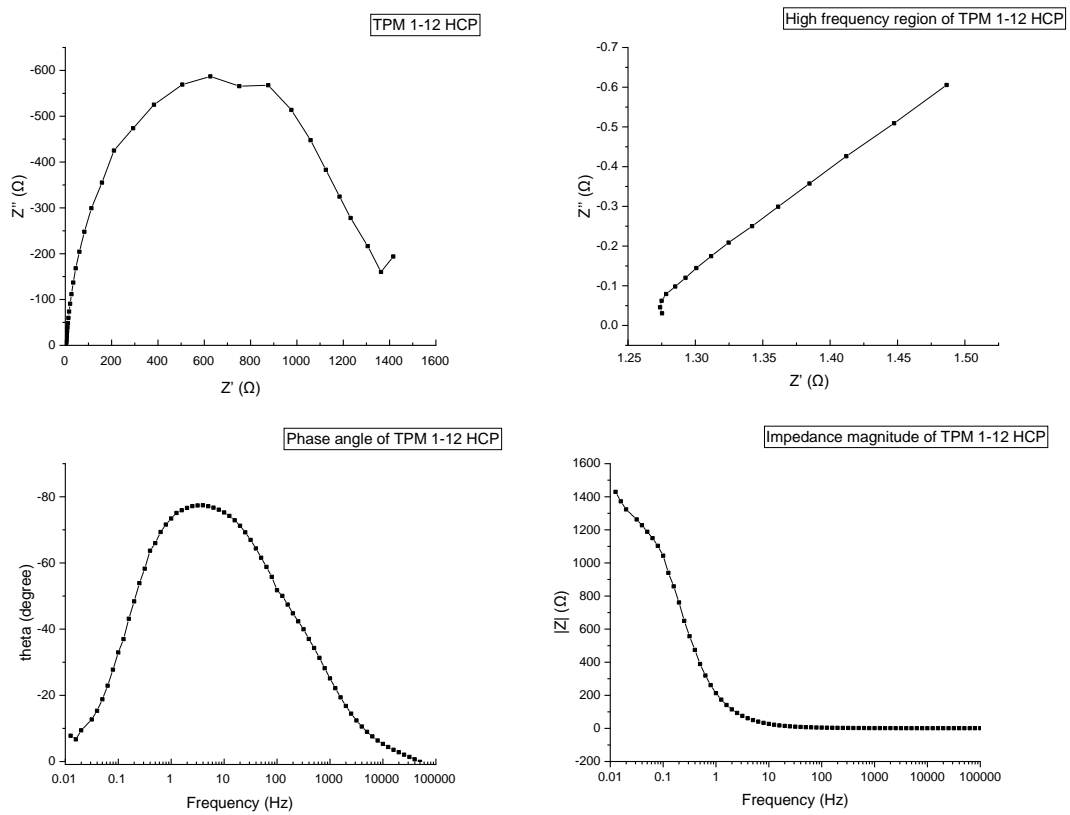 TPM 1-12 HCP
-600
-500
-400
-300
-200
-100
0
Z'' (Ω)
0 200 400 600 800 1000 1200 1400 1600
Z' (Ω)
High frequency region of TPM 1-12 HCP
-0.7
-0.6
-0.5
-0.4
-0.3
-0.2
-0.1
0.0
Z'' (Ω)
1.25 1.30 1.35 1.40 1.45 1.50
Z' (Ω)
Phase angle of TPM 1-12 HCP
-80
-60
-40
-20
0
theta (degree)
0.01 0.1 1 10 100 1000 10000 100000
Frequency (Hz)
Impedance magnitude of TPM 1-12 HCP
1600
1400
1200
1000
800
600
400
200
0
-200
|Z| (Ω)
0.01 0.1 1 10 100 1000 10000 100000
Frequency (Hz)